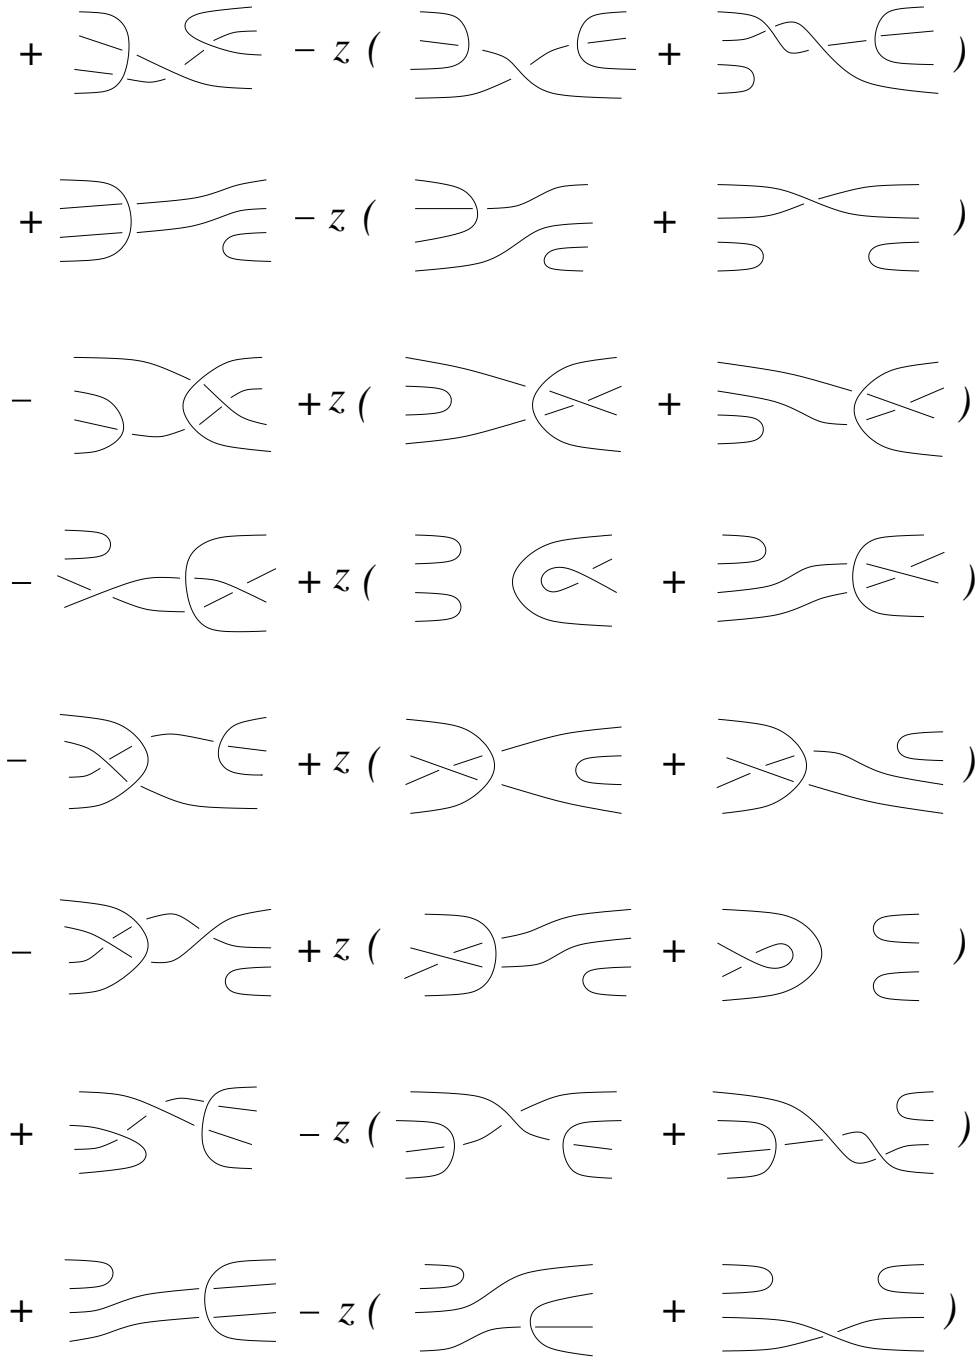 + − z ( + )
+ − z ( + )
− + z ( + )
− + z ( + )
− + z ( + )
− + z ( + )
+ − z ( + )
+ − z ( + )